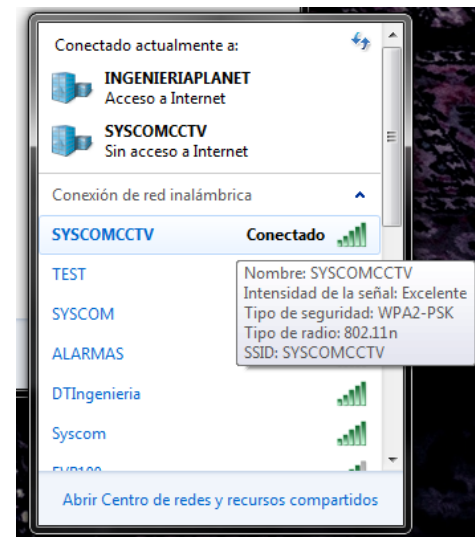 Conectado actualmente a:
INGENIERIAPLANET
Acceso a Internet
SYSCOMCCTV
Sin acceso a Internet
Conexión de red inalámbrica
SYSCOMCCTV Conectado
TEST
Nombre: SYSCOMCCTV
Intensidad de la señal: Excelente
Tipo de seguridad: WPA2-PSK
Tipo de radio: 802.11n
SSID: SYSCOMCCTV
SYSCOM
ALARMAS
DTIngenieria
Syscom
Abrir Centro de redes y recursos compartidos